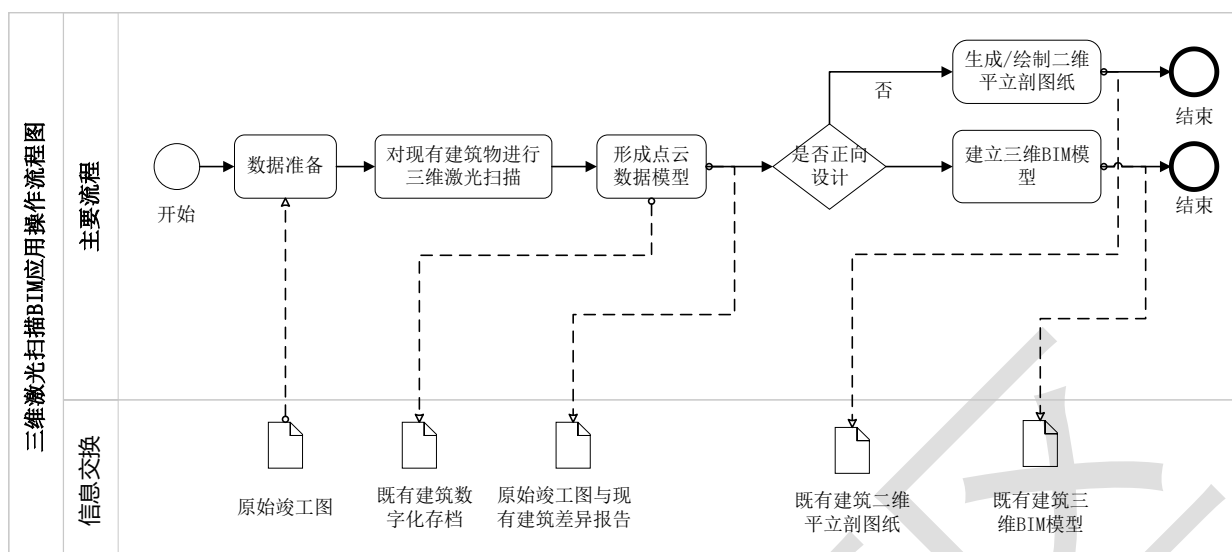 三维激光扫描BIM应用操作流程图
主要流程
信息交换
开始
数据准备
对现有建筑物进行
三维激光扫描
形成点云
数据模型
是否正向
设计
否
生成/绘制二维
平立剖图纸
结束
建立三维BIM模
型
结束
原始竣工图
既有建筑数
字化存档
原始竣工图与现
有建筑差异报告
既有建筑二维
平立剖图纸
既有建筑三
维BIM模型